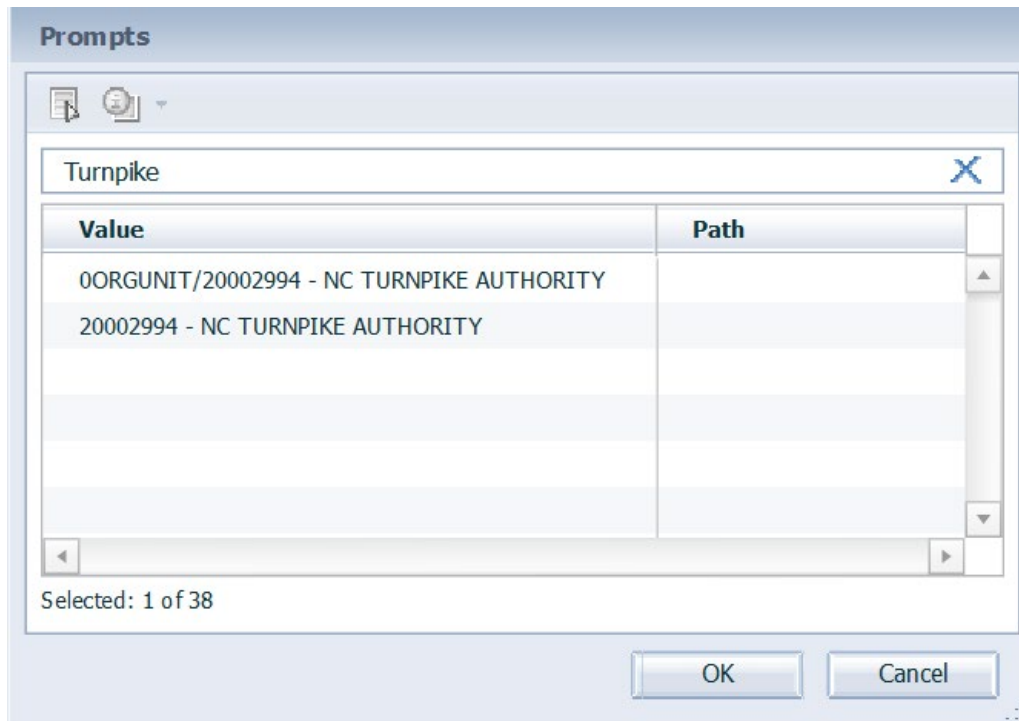 Prompts
Turnpike
Value Path
0ORGUNIT/20002994 - NC TURNPIKE AUTHORITY
20002994 - NC TURNPIKE AUTHORITY
Selected: 1 of 38
OK Cancel